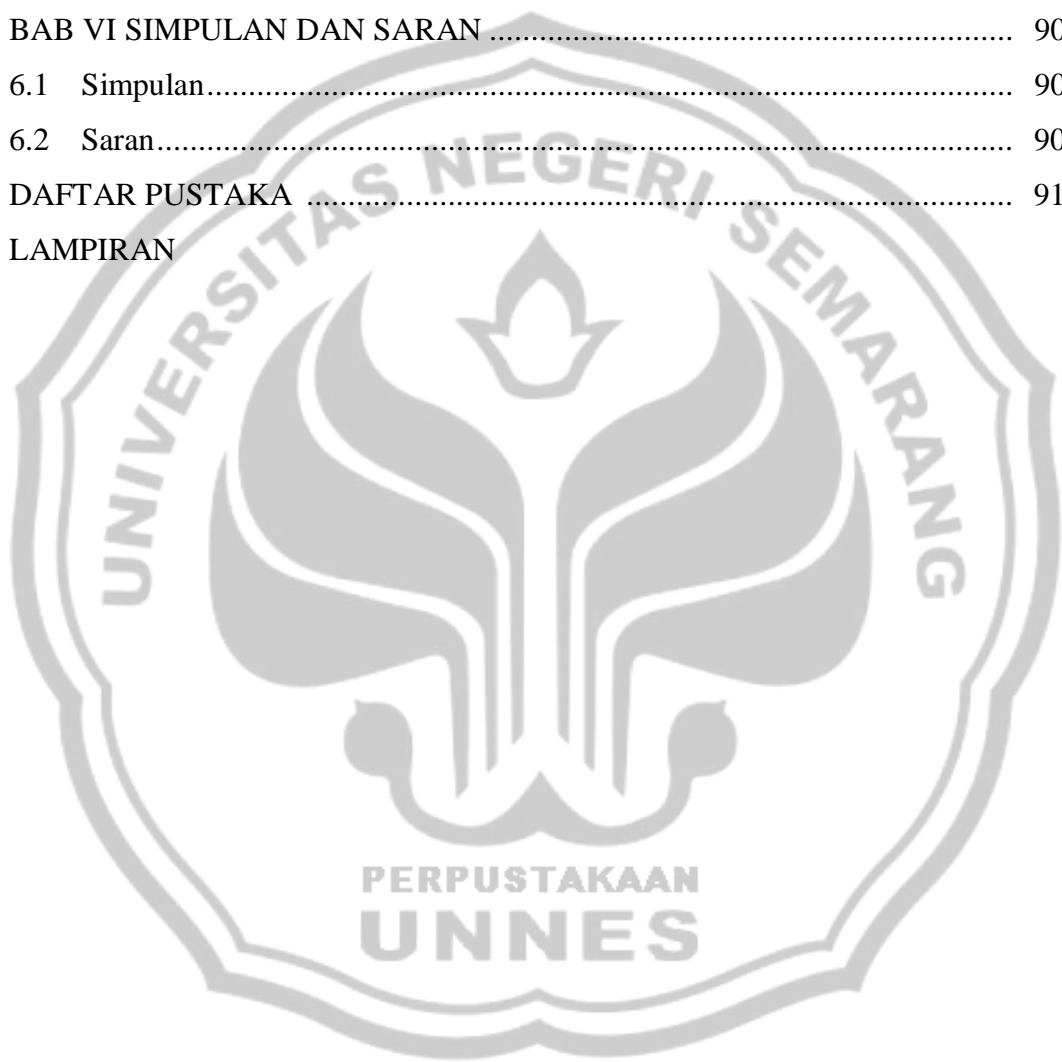 BAB VI SIMPULAN DAN SARAN ................................................................. 90
6.1 Simpulan.................................................................................................... 90
6.2 Saran.......................................................................................................... 90
DAFTAR PUSTAKA ........................................................................................ 91
LAMPIRAN
UNIVERSITAS NEGERI SEMARANG
PERPUSTAKAAN
UNNES